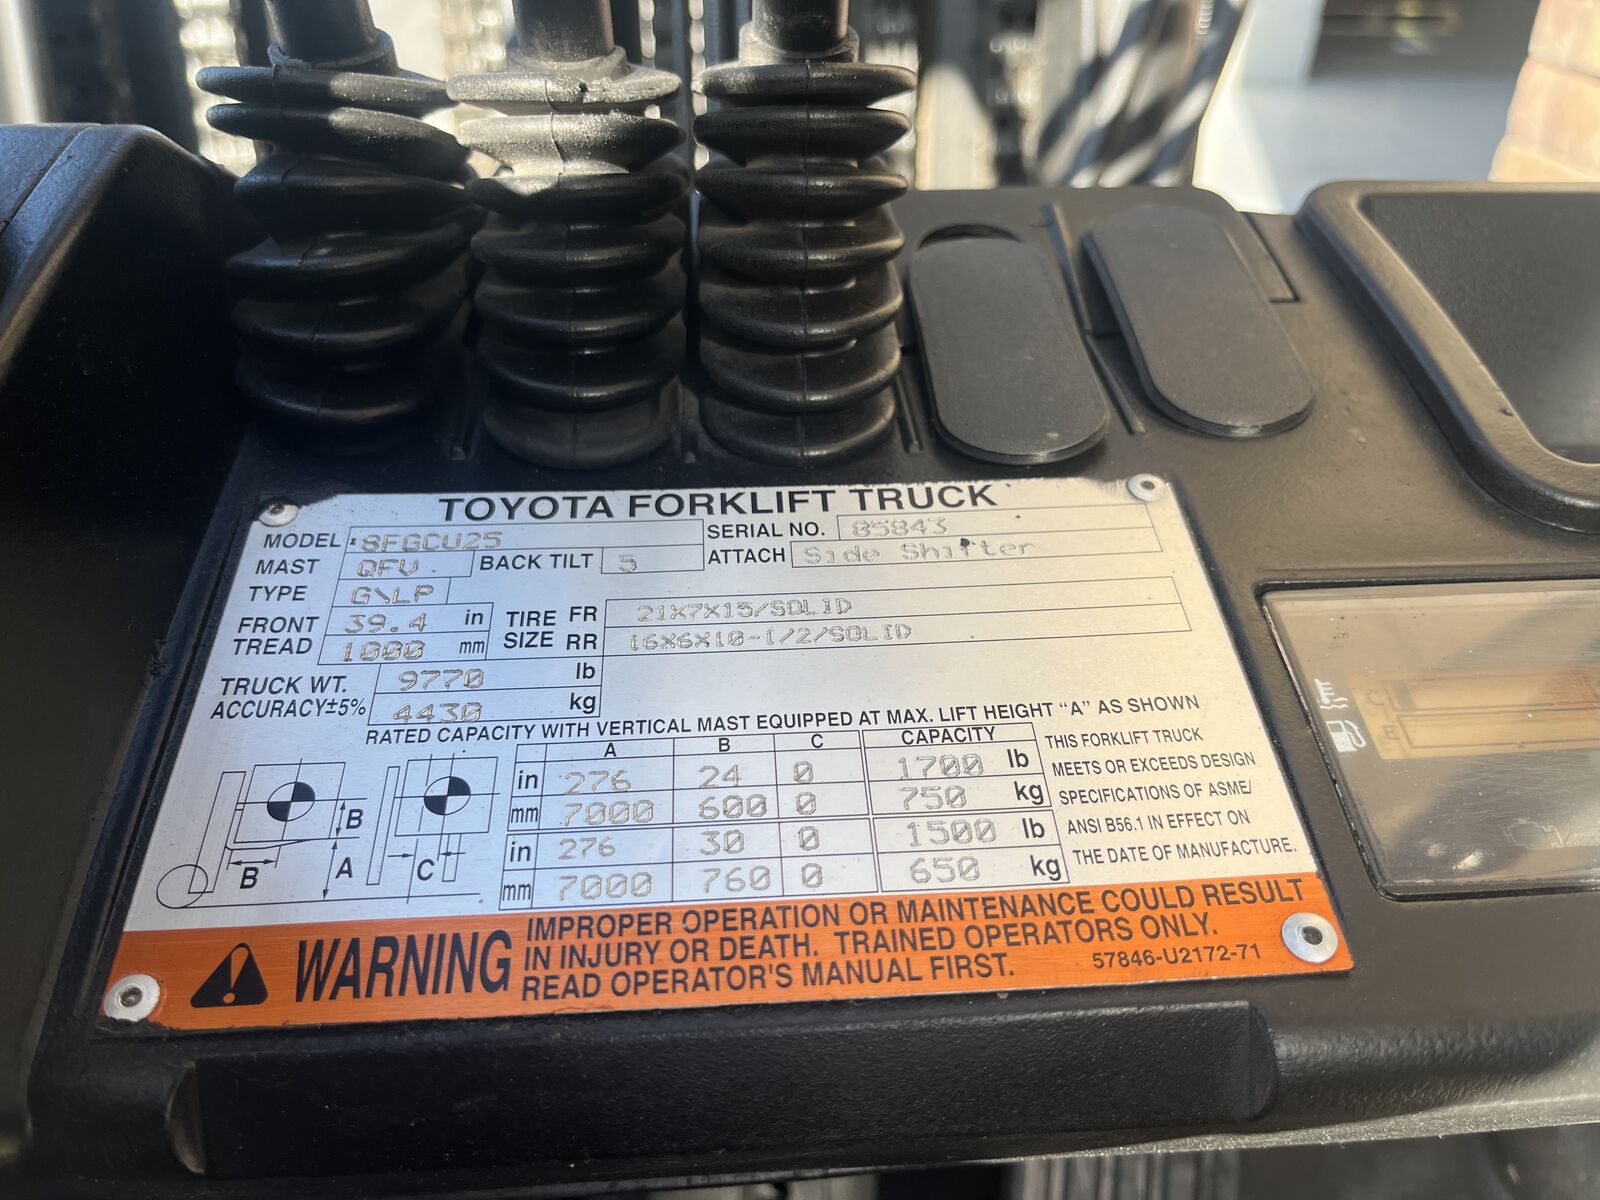 TOYOTA FORKLIFT TRUCK
MODEL 8FGCU25 SERIAL NO. 85843
MAST QFV BACK TILT 5 ATTACH Side Shifter
TYPE G\LP
FRONT TREAD 39.4 in TIRE SIZE FR 21X7X15/SOLID
1000 mm RR 16X6X10-1/2/SOLID
TRUCK WT. 9770 lb
ACCURACY±5% 4430 kg
RATED CAPACITY WITH VERTICAL MAST EQUIPPED AT MAX. LIFT HEIGHT "A" AS SHOWN
A B C CAPACITY
in 276 24 0 1700 lb
mm 7000 600 0 750 kg
in 276 30 0 1500 lb
mm 7000 760 0 650 kg
B
B
A
C
THIS FORKLIFT TRUCK
MEETS OR EXCEEDS DESIGN
SPECIFICATIONS OF ASME/
ANSI B56.1 IN EFFECT ON
THE DATE OF MANUFACTURE.
WARNING
IMPROPER OPERATION OR MAINTENANCE COULD RESULT
IN INJURY OR DEATH. TRAINED OPERATORS ONLY.
READ OPERATOR'S MANUAL FIRST.
57846-U2172-71
C
E